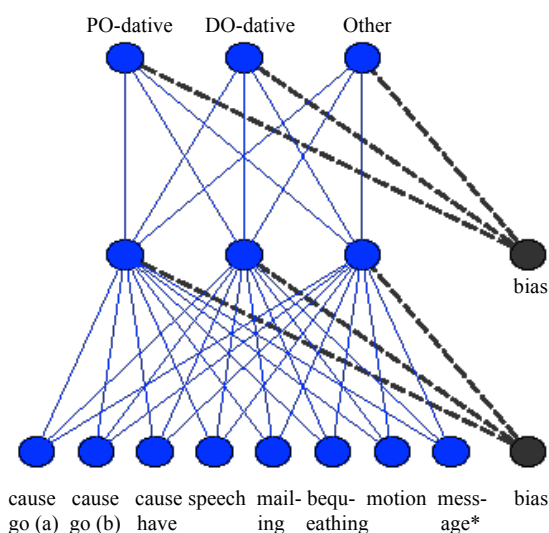 PO-dative DO-dative Other
bias
cause cause cause speech mail- bequ- motion mess- bias
go (a) go (b) have ing eathing age*